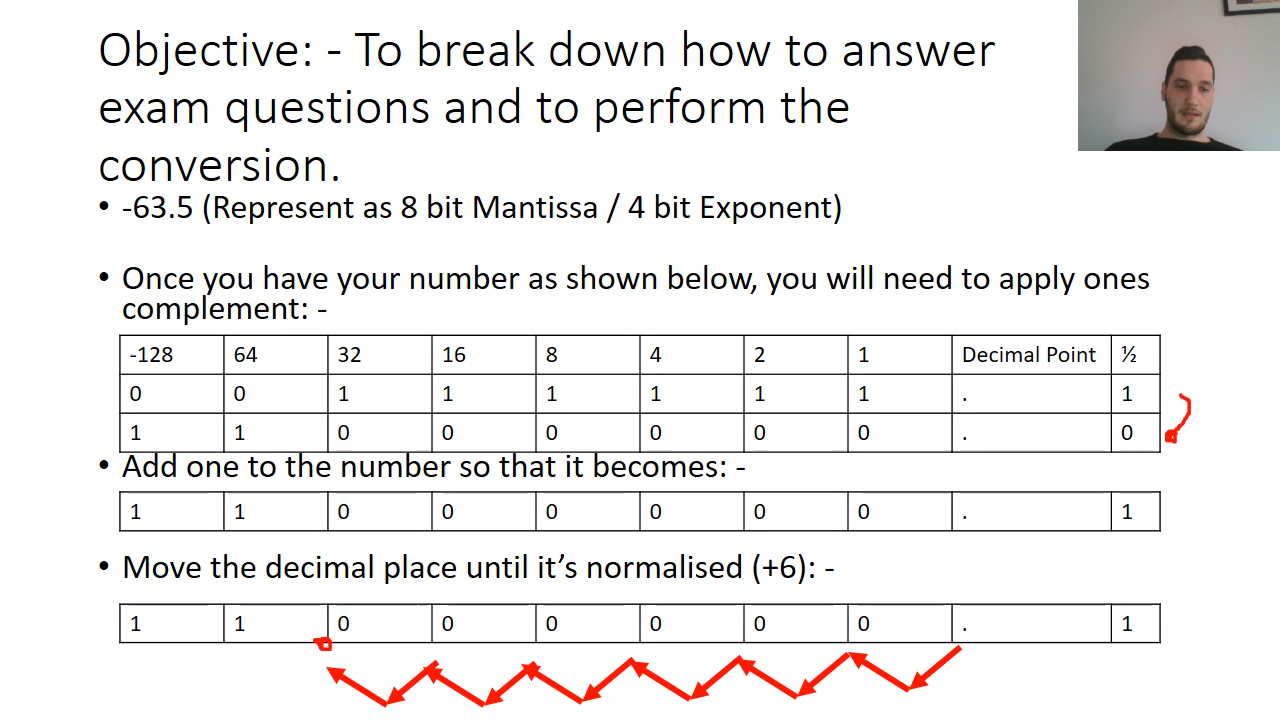 Objective: - To break down how to answer
exam questions and to perform the
conversion.
• -63.5 (Represent as 8 bit Mantissa / 4 bit Exponent)
• Once you have your number as shown below, you will need to apply ones
complement: -
-128 64 32 16 8 4 2 1 Decimal Point ½
0 0 1 1 1 1 1 1 . 1
1 1 0 0 0 0 0 0 . 0
• Add one to the number so that it becomes: -
1 1 0 0 0 0 0 0 . 1
• Move the decimal place until it's normalised (+6): -
1 1 0 0 0 0 0 0 . 1